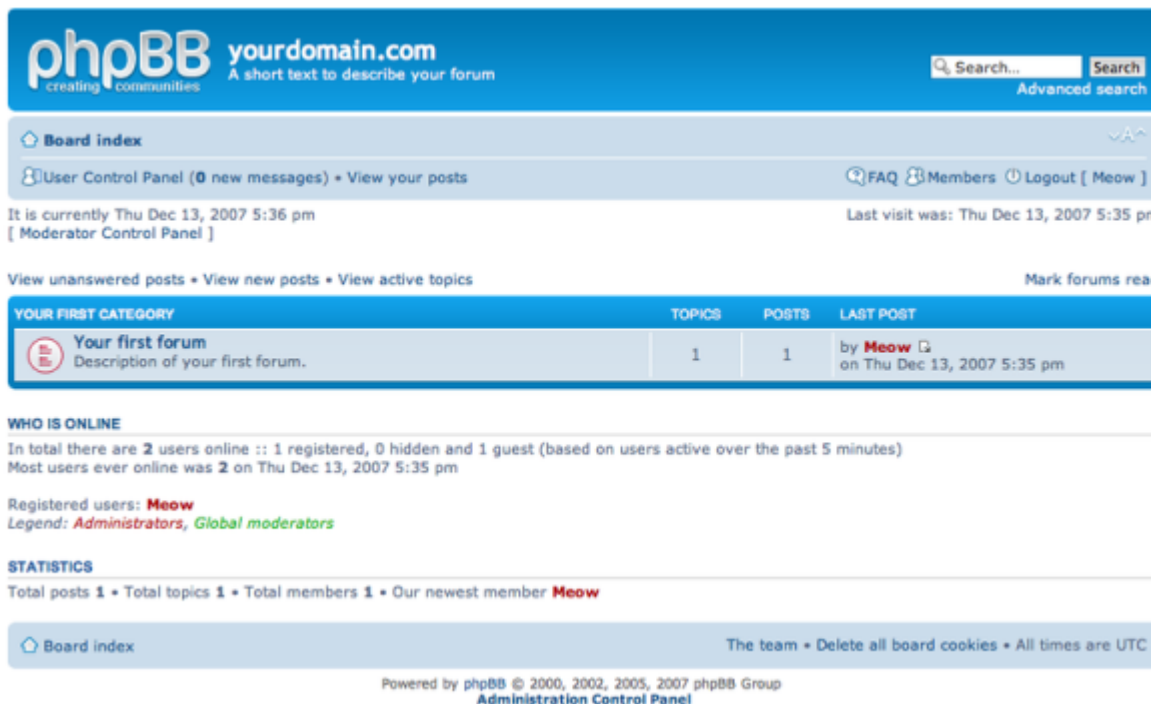 phpBB
creating communities
yourdomain.com
A short text to describe your forum
Search... Search
Advanced search
Board index
A
User Control Panel (0 new messages) • View your posts
FAQ Members Logout [ Meow ]
It is currently Thu Dec 13, 2007 5:36 pm
Last visit was: Thu Dec 13, 2007 5:35 pm
[ Moderator Control Panel ]
View unanswered posts • View new posts • View active topics
Mark forums rea
YOUR FIRST CATEGORY TOPICS POSTS LAST POST
Your first forum
Description of your first forum.
1 1
by Meow
on Thu Dec 13, 2007 5:35 pm
WHO IS ONLINE
In total there are 2 users online :: 1 registered, 0 hidden and 1 guest (based on users active over the past 5 minutes)
Most users ever online was 2 on Thu Dec 13, 2007 5:35 pm
Registered users: Meow
Legend: Administrators, Global moderators
STATISTICS
Total posts 1 • Total topics 1 • Total members 1 • Our newest member Meow
Board index
The team • Delete all board cookies • All times are UTC
Powered by phpBB © 2000, 2002, 2005, 2007 phpBB Group
Administration Control Panel